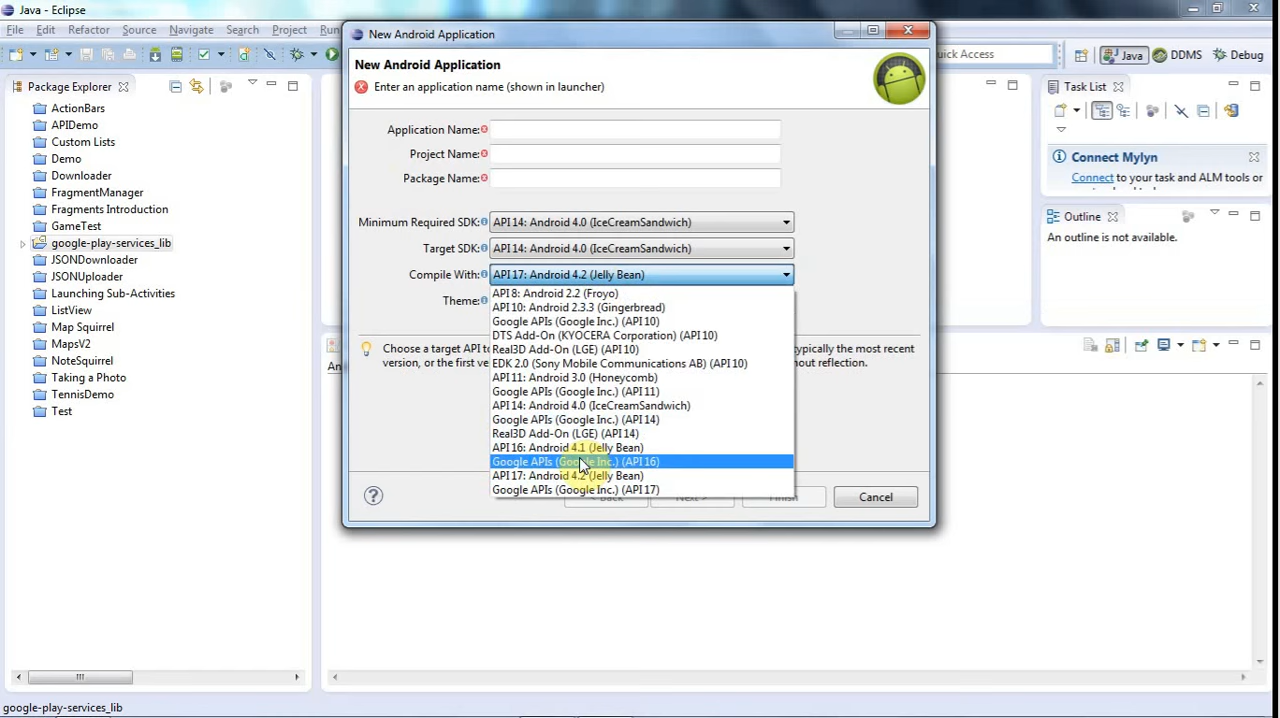 Java - Eclipse
File Edit Refactor Source Navigate Search Project Run
Quick Access
Java DDMS Debug
Package Explorer
ActionBars
APIDemo
Custom Lists
Demo
Downloader
FragmentManager
Fragments Introduction
GameTest
google-play-services_lib
JSONDownloader
JSONUploader
Launching Sub-Activities
ListView
Map Squirrel
MapsV2
NoteSquirrel
Taking a Photo
TennisDemo
Test
New Android Application
New Android Application
Enter an application name (shown in launcher)
Application Name:
Project Name:
Package Name:
Minimum Required SDK: API 14: Android 4.0 (IceCreamSandwich)
Target SDK: API 14: Android 4.0 (IceCreamSandwich)
Compile With: API 17: Android 4.2 (Jelly Bean)
Theme:
API 8: Android 2.2 (Froyo)
API 10: Android 2.3.3 (Gingerbread)
Google APIs (Google Inc.) (API 10)
DTS Add-On (KYOCERA Corporation) (API 10)
Real3D Add-On (LGE) (API 10)
EDK 2.0 (Sony Mobile Communications AB) (API 10)
API 11: Android 3.0 (Honeycomb)
Google APIs (Google Inc.) (API 11)
API 14: Android 4.0 (IceCreamSandwich)
Google APIs (Google Inc.) (API 14)
Real3D Add-On (LGE) (API 14)
API 16: Android 4.1 (Jelly Bean)
Google APIs (Google Inc.) (API 16)
API 17: Android 4.2 (Jelly Bean)
Google APIs (Google Inc.) (API 17)
Choose a target API to typically the most recent
version, or the first without reflection.
Cancel
Task List
Connect Mylyn
Connect to your task and ALM tools or
Outline
An outline is not available.
google-play-services_lib